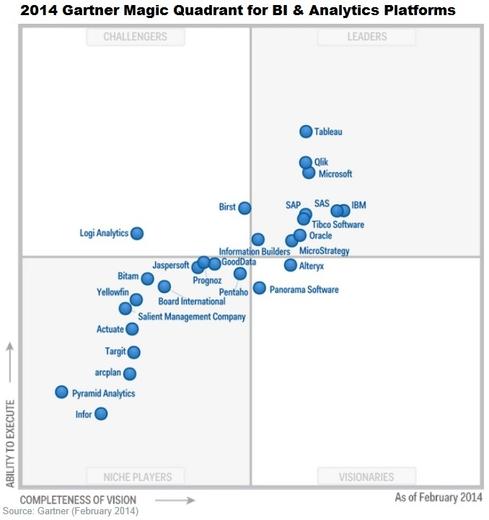 2014 Gartner Magic Quadrant for BI & Analytics Platforms
CHALLENGERS
LEADERS
Tableau
Qlik
Microsoft
Birst
SAP
SAS
IBM
Tibco Software
Logi Analytics
Oracle
Information Builders
MicroStrategy
Jaspersoft
GoodData
Alteryx
Bitam
Prognoz
Yellowfin
Pentaho
Panorama Software
Board International
Salient Management Company
Actuate
Targit
arcplan
Pyramid Analytics
Infor
ABILITY TO EXECUTE
NICHE PLAYERS
VISIONARIES
COMPLETENESS OF VISION
As of February 2014
Source: Gartner (February 2014)